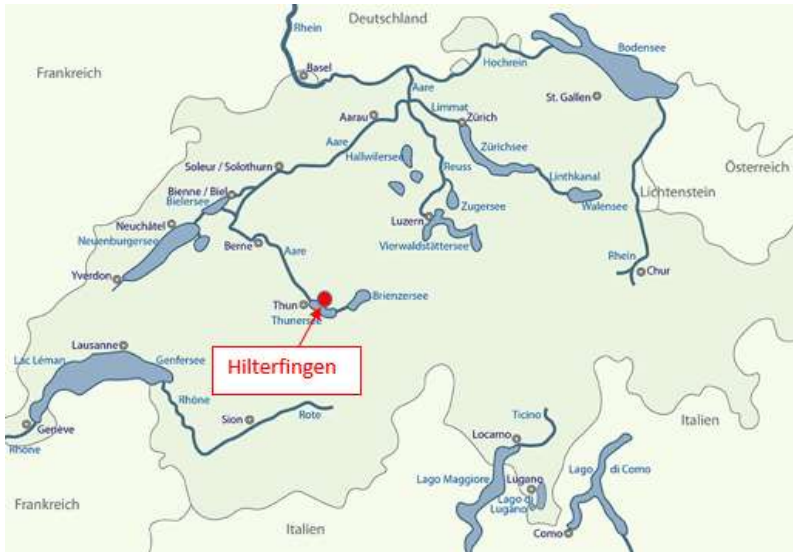 Deutschland
Rhein
Bodensee
Hochrein
Basel
Frankreich
Aare
St. Gallen
Limmat
Zürich
Aarau
Aare
Hallwilersee
Zürichsee
Reuss
Soleur / Solothurn
Linthkanal
Österreich
Bienne / Biel
Bielersee
Lichtenstein
Zugersee
Walensee
Luzern
Neuchâtel
Neuenburgersee
Vierwaldstättersee
Berne
Aare
Rhein
Chur
Yverdon
Brienzersee
Thun
Thunersee
Lausanne
Hilterfingen
Lac Léman
Genfersee
Rhône
Sion
Rote
Ticino
Italien
Genève
Locarno
Rhône
Lago Maggiore
Lugano
Lago di Como
Lago di
Lugano
Frankreich
Italien
Como